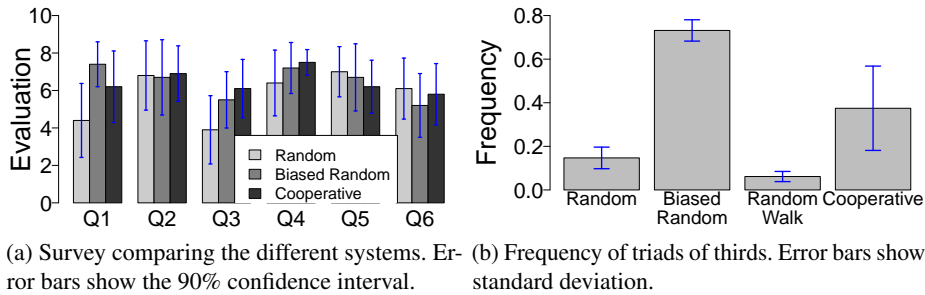 Evaluation
10
8
6
4
2
0
Q1 Q2 Q3 Q4 Q5 Q6
Random
Biased Random
Cooperative
(a) Survey comparing the different systems. Er-
ror bars show the 90% confidence interval.
Frequency
0.8
0.6
0.4
0.2
0.0
Random
Biased
Random
Random
Walk
Cooperative
(b) Frequency of triads of thirds. Error bars show
standard deviation.